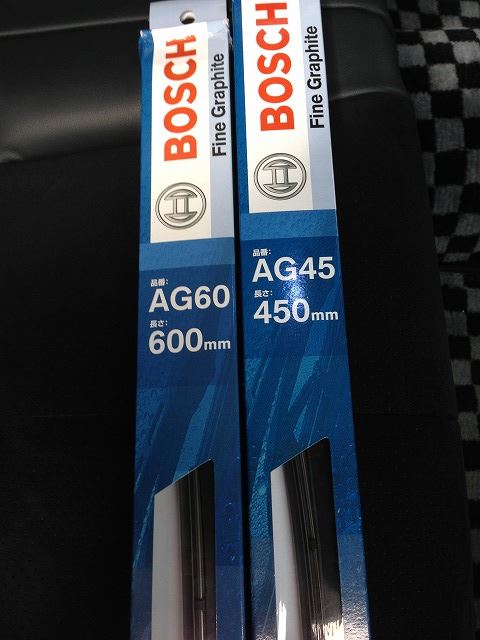 BOSCH
Fine Graphite
品番:
AG60
長さ:
600mm
BOSCH
Fine Graphite
品番:
AG45
長さ:
450mm